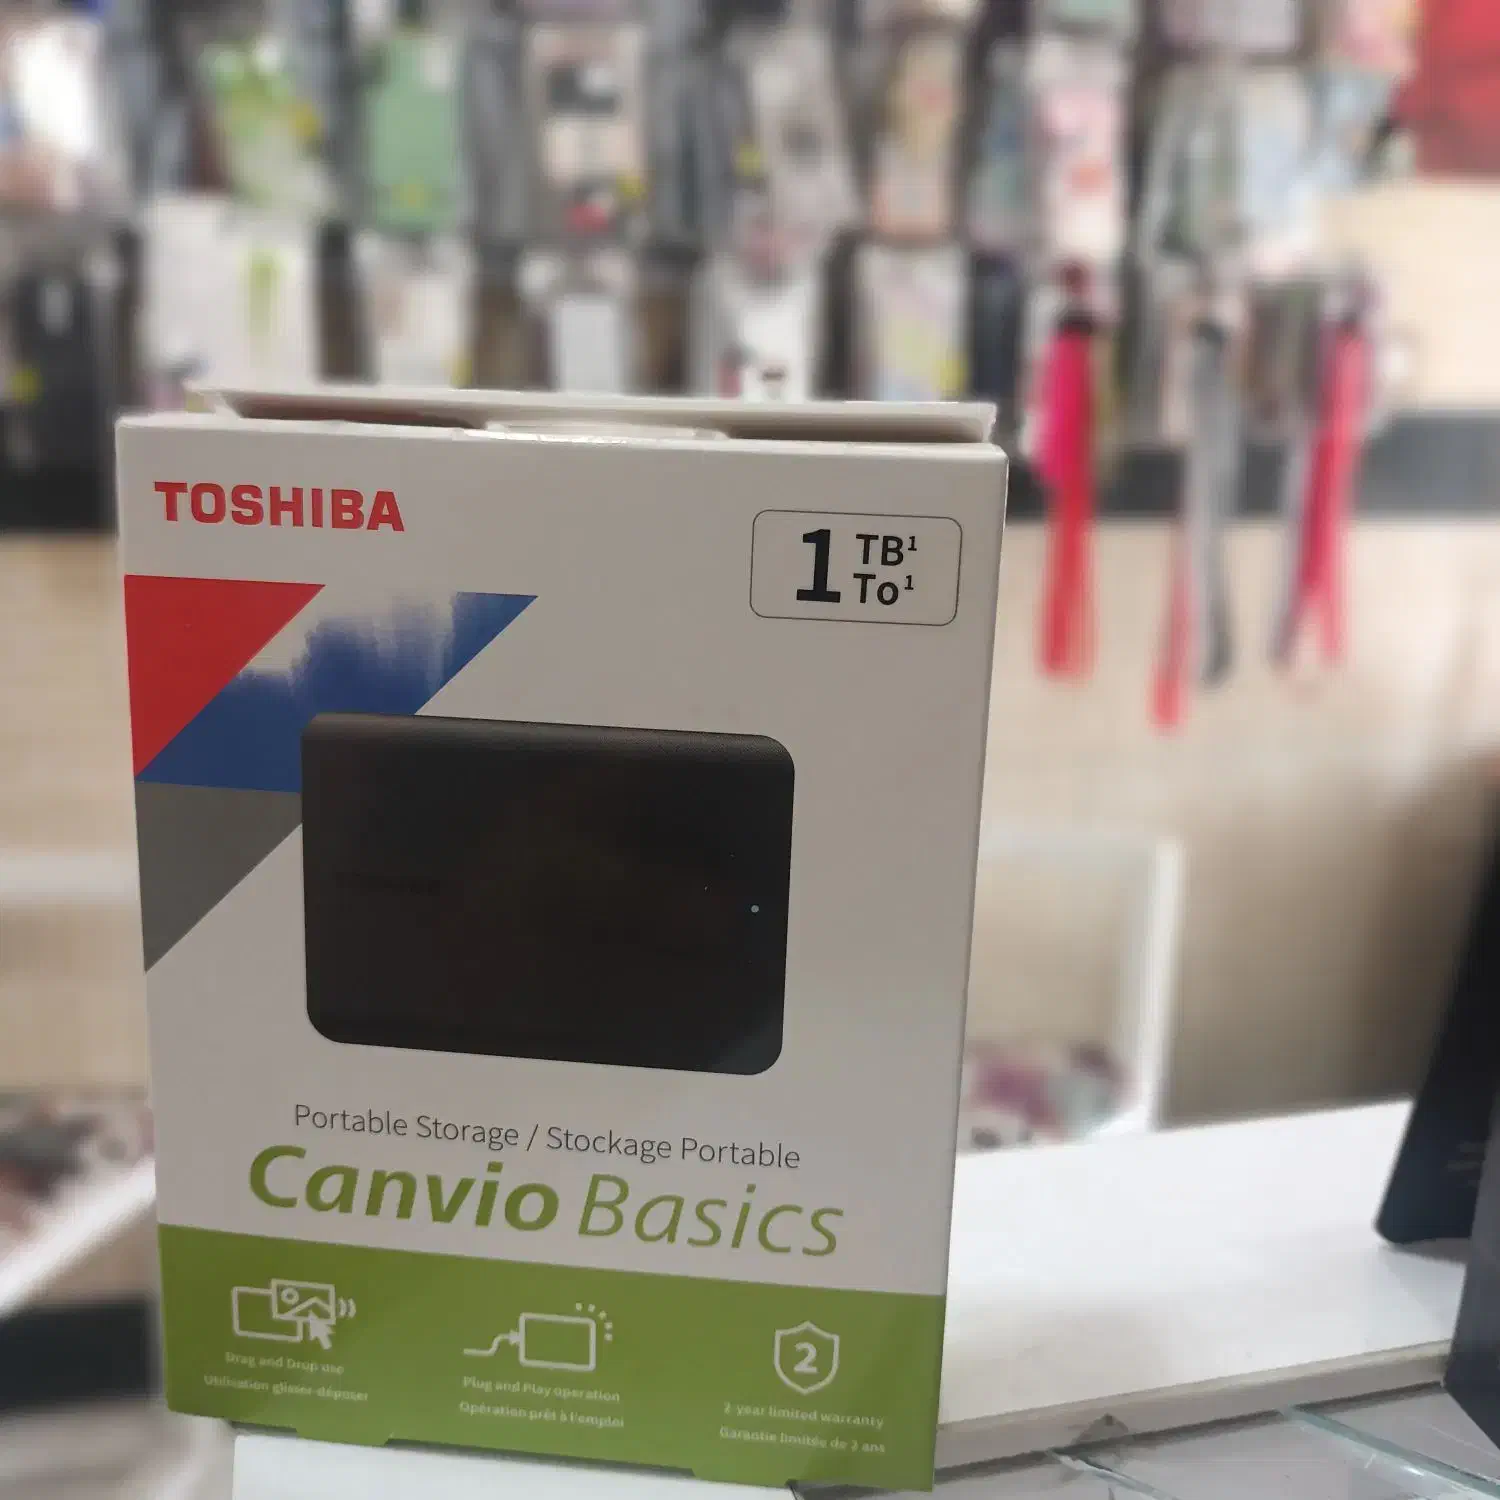 TOSHIBA
1 TB¹
To¹
Portable Storage / Stockage Portable
Canvio Basics
Drag and Drop use
Utilisation glisser-déposer
Plug and Play operation
Opération prêt à l'emploi
2
2 year limited warranty
Garantie limitée de 2 ans